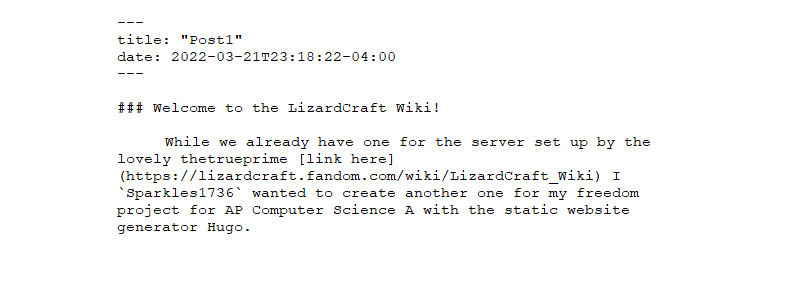 ---
title: "Post1"
date: 2022-03-21T23:18:22-04:00
---
### Welcome to the LizardCraft Wiki!
While we already have one for the server set up by the
lovely thetrueprime [link here]
(https://lizardcraft.fandom.com/wiki/LizardCraft_Wiki) I
`Sparkles1736` wanted to create another one for my freedom
project for AP Computer Science A with the static website
generator Hugo.